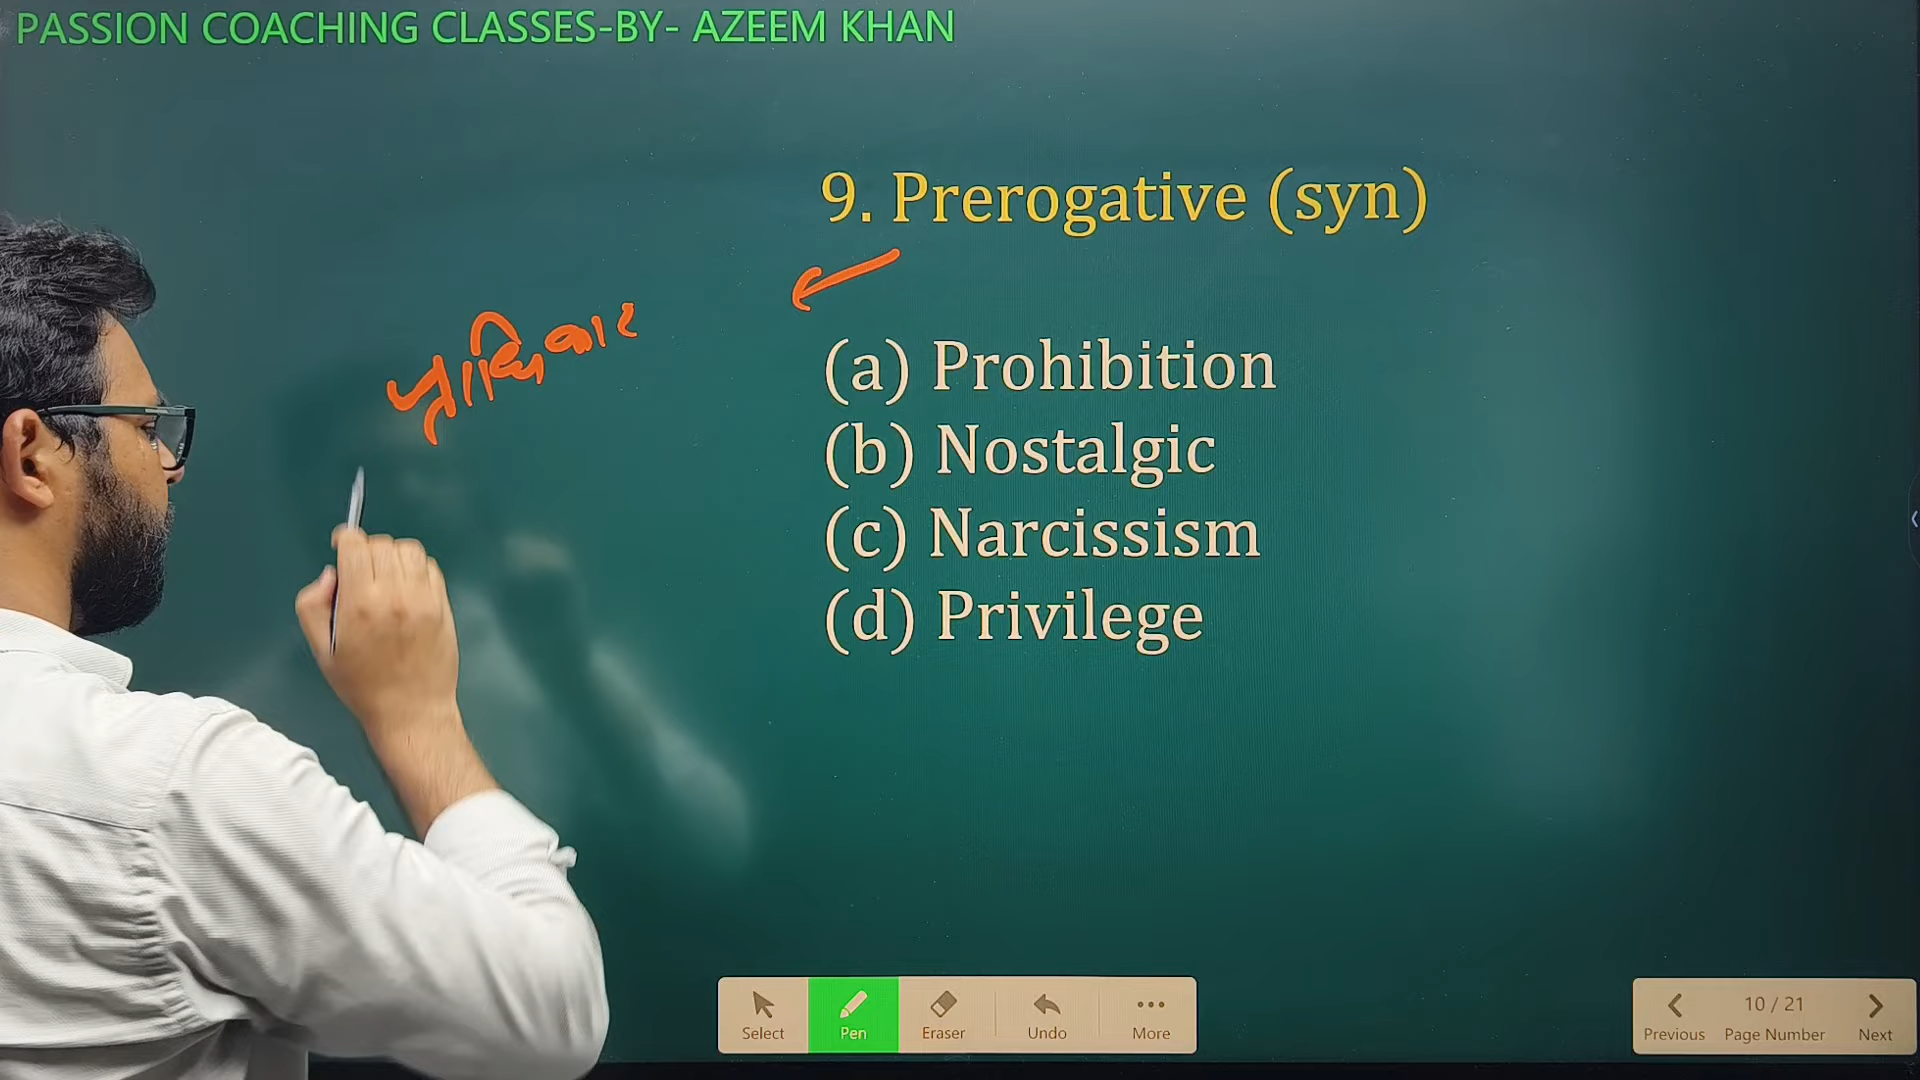 PASSION COACHING CLASSES-BY- AZEEM KHAN
9. Prerogative (syn)
प्राधिकार
(a) Prohibition
(b) Nostalgic
(c) Narcissism
(d) Privilege
Select Pen Eraser Undo More
10 / 21
Previous Page Number Next